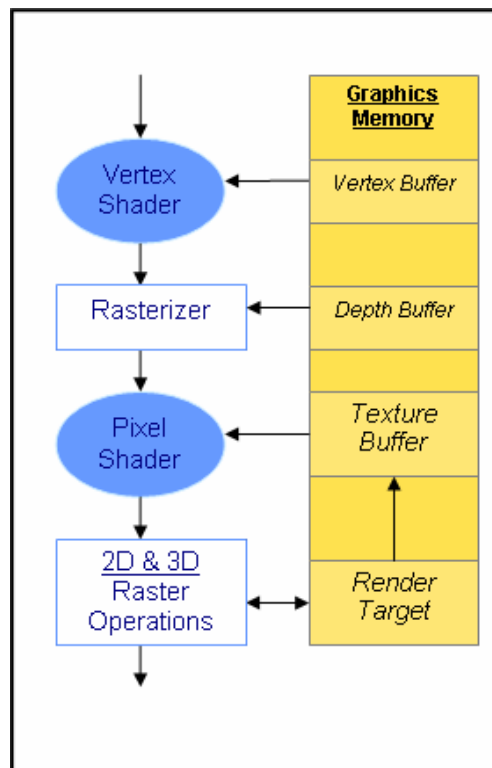 Graphics
Memory
Vertex
Shader
Vertex Buffer
Rasterizer
Depth Buffer
Pixel
Shader
Texture
Buffer
2D & 3D
Raster
Operations
Render
Target